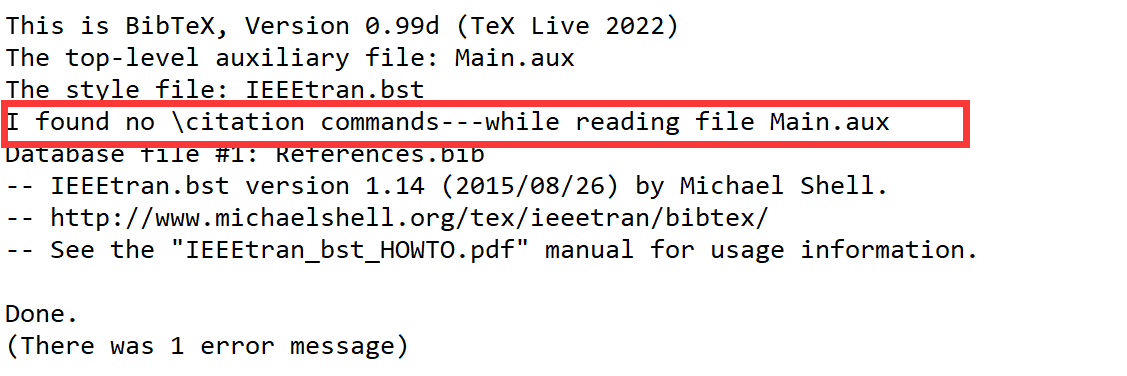 This is BibTeX, Version 0.99d (TeX Live 2022)
The top-level auxiliary file: Main.aux
The style file: IEEEtran.bst
I found no \citation commands---while reading file Main.aux
Database file #1: References.bib
-- IEEEtran.bst version 1.14 (2015/08/26) by Michael Shell.
-- http://www.michaelshell.org/tex/ieeetran/bibtex/
-- See the "IEEEtran_bst_HOWTO.pdf" manual for usage information.
Done.
(There was 1 error message)